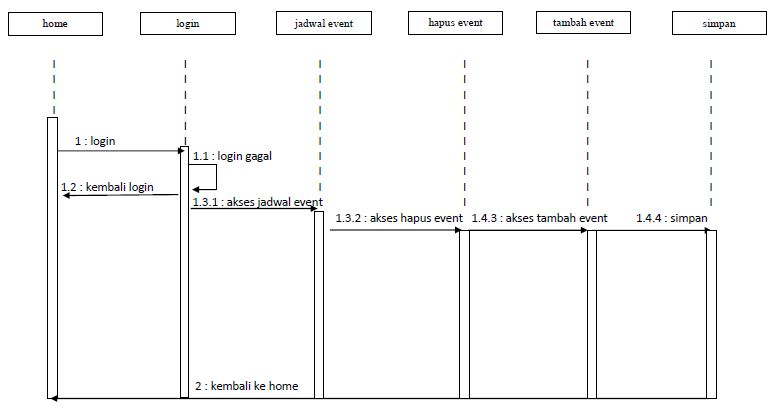 home
login
jadwal event
hapus event
tambah event
simpan
1 : login
1.1 : login gagal
1.2 : kembali login
1.3.1 : akses jadwal event
1.3.2 : akses hapus event
1.4.3 : akses tambah event
1.4.4 : simpan
2 : kembali ke home